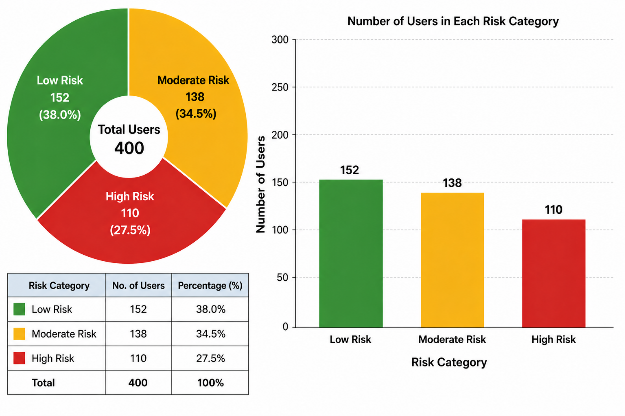 Low Risk
152
(38.0%)
Moderate Risk
138
(34.5%)
Total Users
400
High Risk
110
(27.5%)
Risk Category No. of Users Percentage (%)
Low Risk 152 38.0%
Moderate Risk 138 34.5%
High Risk 110 27.5%
Total 400 100%
Number of Users in Each Risk Category
Number of Users
300
250
200
150
100
50
0
152
138
110
Low Risk Moderate Risk High Risk
Risk Category